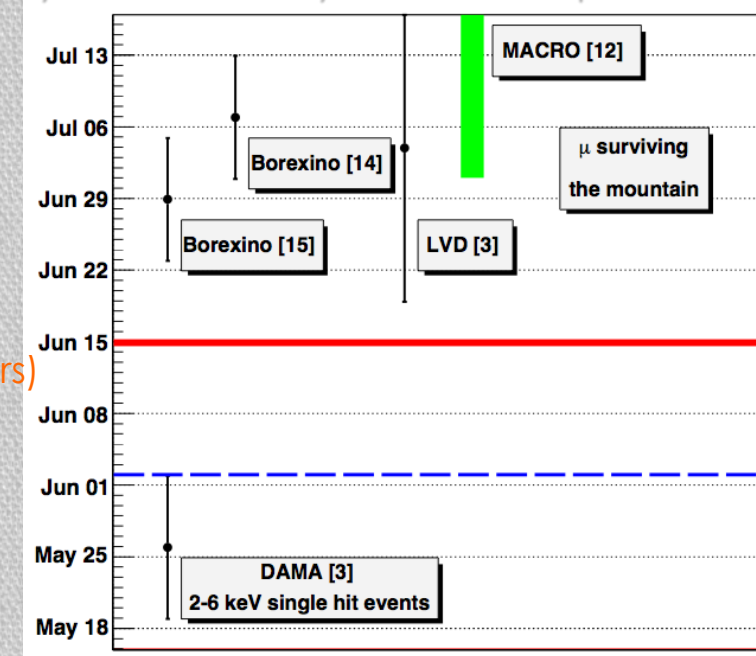 Jul 13
MACRO [12]
Jul 06
μ surviving
the mountain
Borexino [14]
Jun 29
Borexino [15]
LVD [3]
Jun 22
Jun 15
rs)
Jun 08
Jun 01
May 25
DAMA [3]
2-6 keV single hit events
May 18